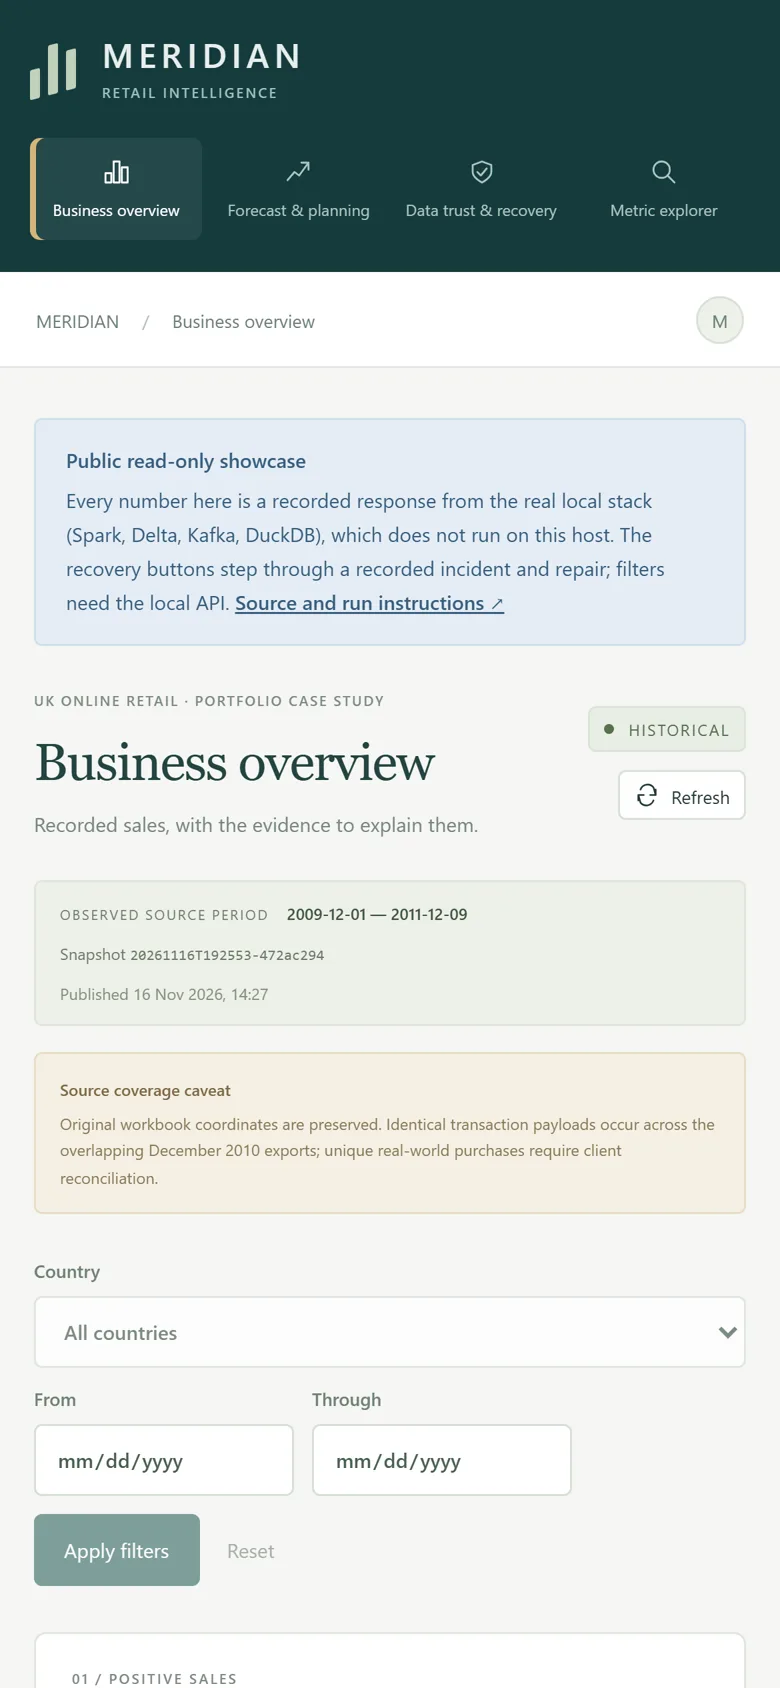 MERIDIAN
RETAIL INTELLIGENCE
Business overview
Forecast & planning
Data trust & recovery
Metric explorer
MERIDIAN / Business overview
M
Public read-only showcase
Every number here is a recorded response from the real local stack
(Spark, Delta, Kafka, DuckDB), which does not run on this host. The
recovery buttons step through a recorded incident and repair; filters
need the local API. Source and run instructions ↗
UK ONLINE RETAIL · PORTFOLIO CASE STUDY
HISTORICAL
Business overview
Refresh
Recorded sales, with the evidence to explain them.
OBSERVED SOURCE PERIOD 2009-12-01 — 2011-12-09
Snapshot 20261116T192553-472ac294
Published 16 Nov 2026, 14:27
Source coverage caveat
Original workbook coordinates are preserved. Identical transaction payloads occur across the
overlapping December 2010 exports; unique real-world purchases require client
reconciliation.
Country
All countries
From
Through
mm/dd/yyyy
mm/dd/yyyy
Apply filters
Reset
01 / POSITIVE SALES